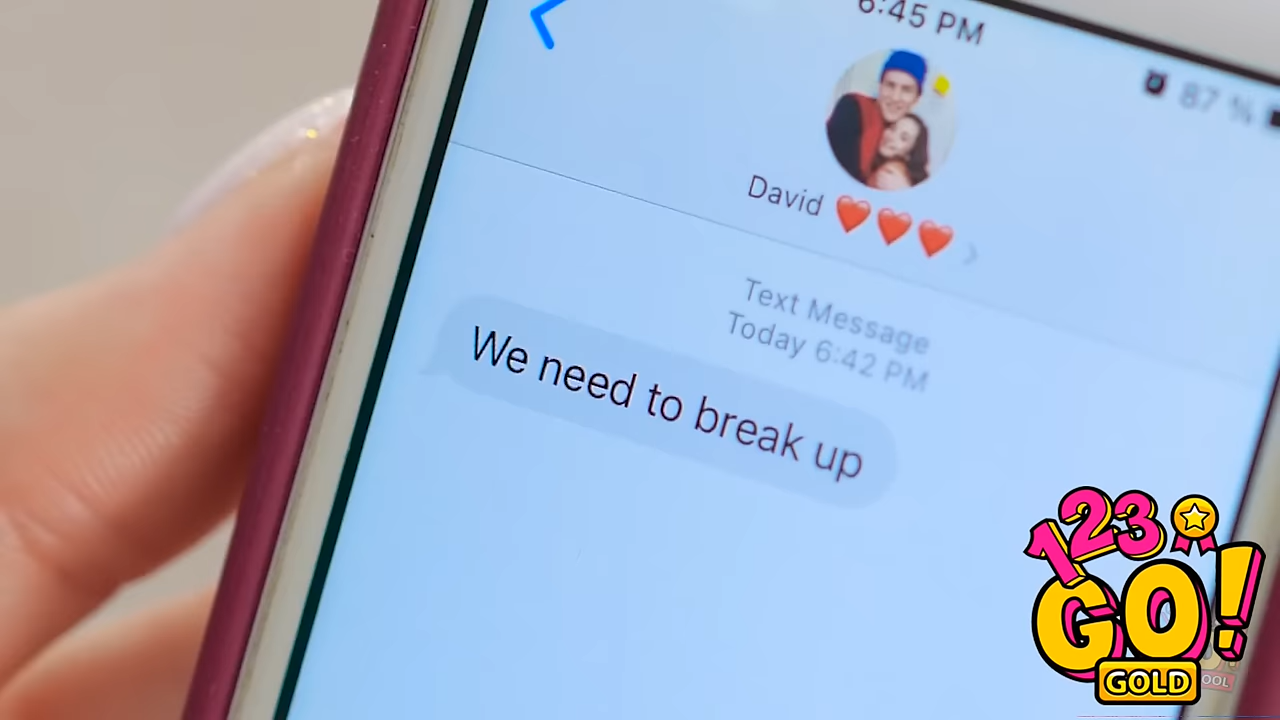 6:45 PM
87 %
David ❤️❤️❤️
Text Message
Today 6:42 PM
We need to break up
123
GO!
GOLD